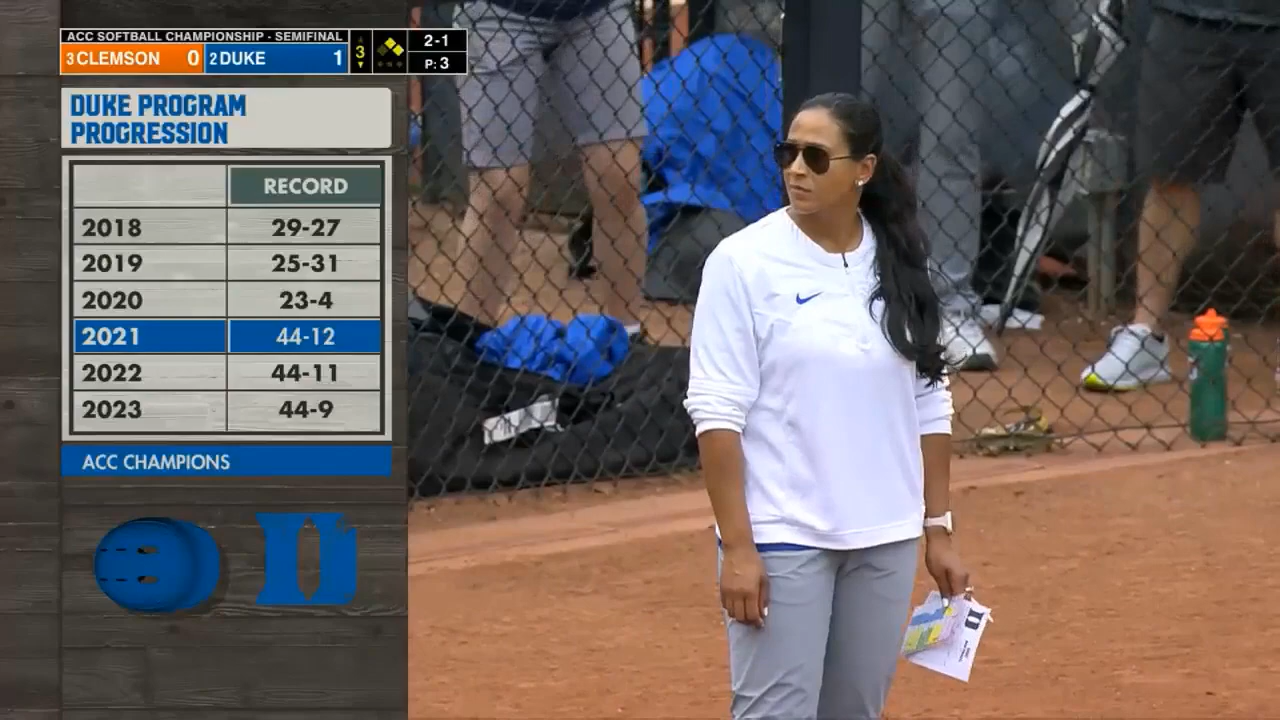 ACC SOFTBALL CHAMPIONSHIP - SEMIFINAL
3 CLEMSON 0 2 DUKE 1 3 2-1
P: 3
DUKE PROGRAM
PROGRESSION
RECORD
2018 29-27
2019 25-31
2020 23-4
2021 44-12
2022 44-11
2023 44-9
ACC CHAMPIONS
D
D